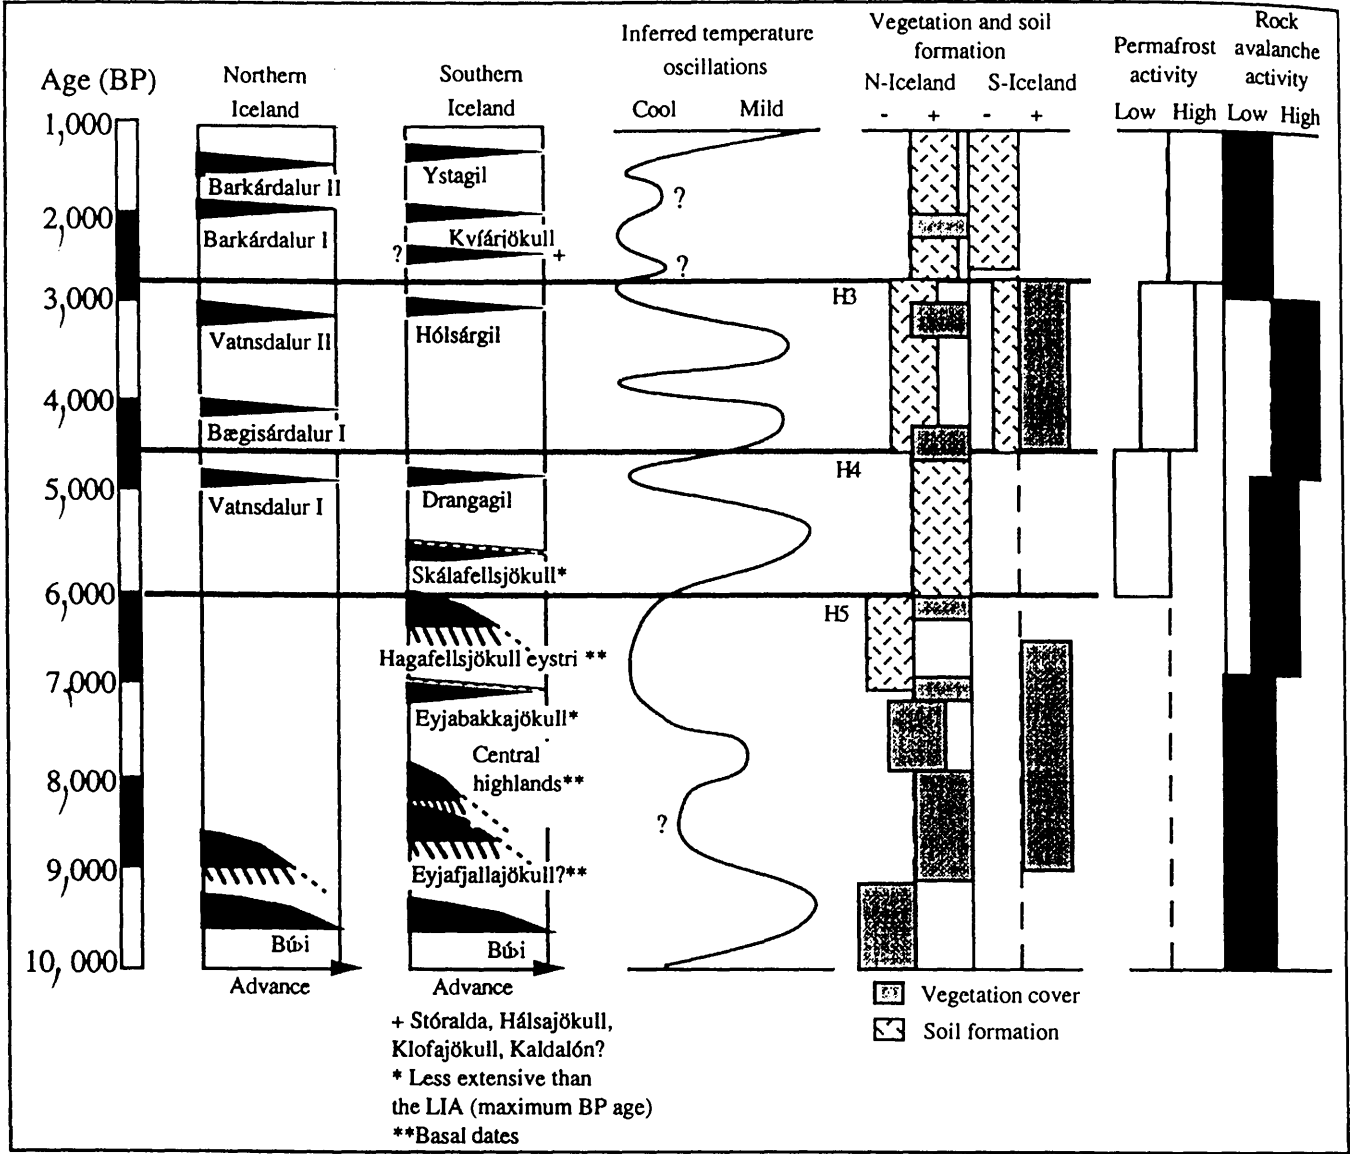 Inferred temperature
oscillations
Vegetation and soil
formation
Rock
avalanche
activity
Permafrost
activity
Age (BP)
Northern
Iceland
Southern
Iceland
Cool
Mild
N-Iceland
S-Iceland
- + - +
Low High Low High
1,000
2,000
3,000
4,000
5,000
6,000
7,000
8,000
9,000
10,000
Barkárdalur II
Barkárdalur I
Vatnsdalur II
Bægisárdalur I
Vatnsdalur I
Búði
Advance
Ystagil
Kvíárjökull
? +
Hólsárgil
Drangagil
Skálafellsjökull*
Hagafellsjökull eystri **
Eyjabakkajökull*
Central
highlands**
Eyjafjallajökull?**
Búði
Advance
?
?
?
H3
H4
H5
Vegetation cover
Soil formation
+ Stóralda, Hálsajökull,
Klofajökull, Kaldalón?
* Less extensive than
the LIA (maximum BP age)
**Basal dates